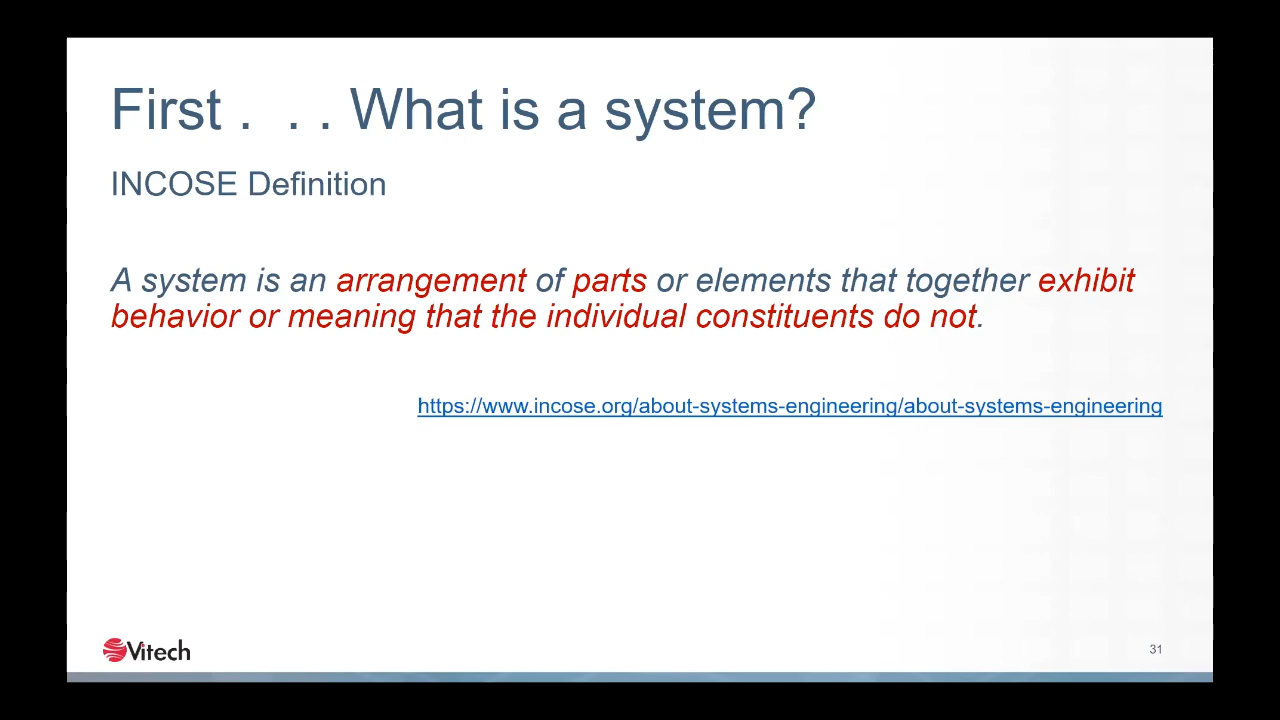 First .  . . What is a system?
INCOSE Definition
A system is an arrangement of parts or elements that together exhibit
behavior or meaning that the individual constituents do not.
https://www.incose.org/about-systems-engineering/about-systems-engineering
Vitech
31